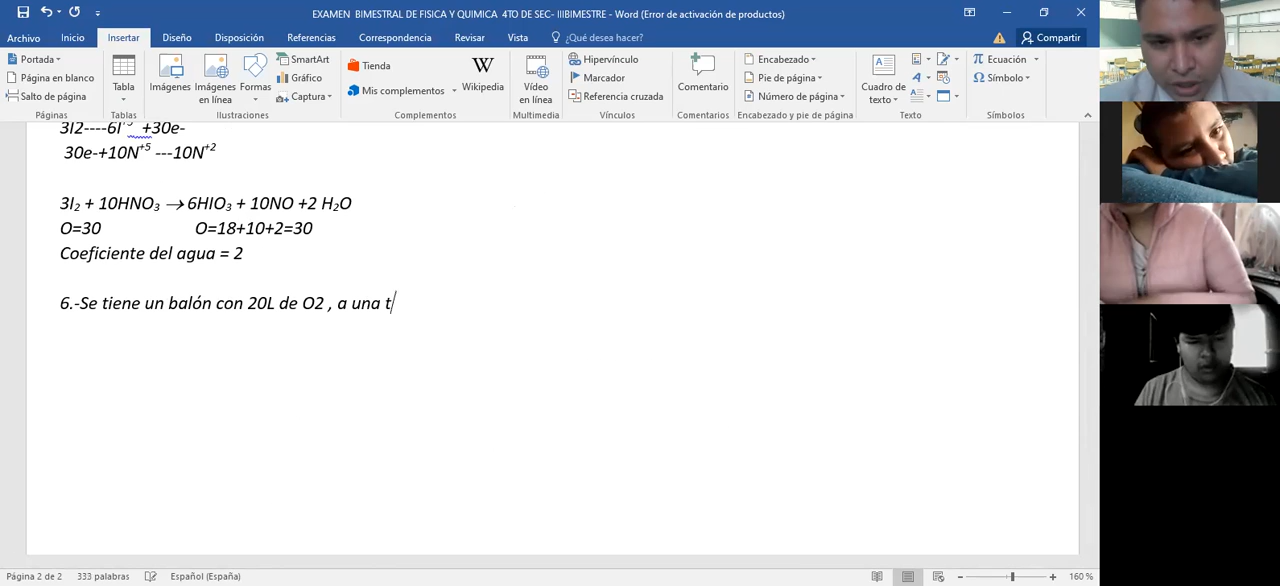 EXAMEN BIMESTRAL DE FISICA Y QUIMICA 4TO DE SEC- IIIBIMESTRE - Word (Error de activación de productos)
Archivo Inicio Insertar Diseño Disposición Referencias Correspondencia Revisar Vista ¿Qué desea hacer? Compartir
Portada
Página en blanco
Salto de página
Páginas
Tabla
Tablas
Imágenes
Imágenes en línea
Formas
SmartArt
Gráfico
Captura
Ilustraciones
Tienda
Mis complementos
Wikipedia
Complementos
Vídeo en línea
Multimedia
Hipervínculo
Marcador
Referencia cruzada
Vínculos
Comentario
Comentarios
Encabezado
Pie de página
Número de página
Encabezado y pie de página
Cuadro de texto
Texto
Ecuación
Símbolo
Símbolos
3I2----6I⁺⁵ +30e-
30e-+10N⁺⁵ ---10N⁺²
3I₂ + 10HNO₃ → 6HIO₃ + 10NO +2 H₂O
O=30 O=18+10+2=30
Coeficiente del agua = 2
6.-Se tiene un balón con 20L de O2 , a una t
Página 2 de 2 333 palabras Español (España) 160 %